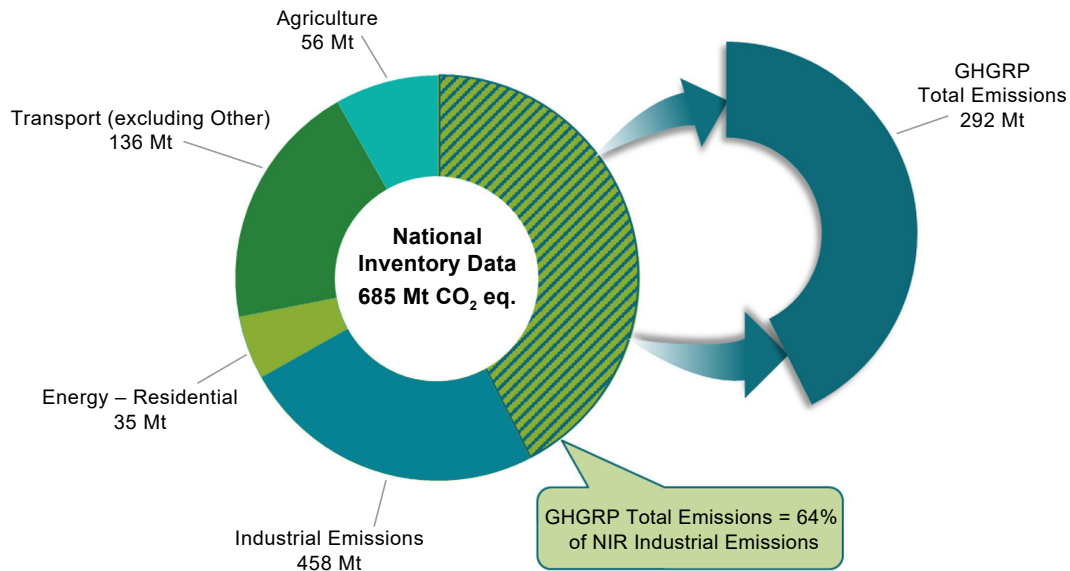 Agriculture
56 Mt
Transport (excluding Other)
136 Mt
GHGRP
Total Emissions
292 Mt
National
Inventory Data
685 Mt CO₂ eq.
Energy – Residential
35 Mt
Industrial Emissions
458 Mt
GHGRP Total Emissions = 64%
of NIR Industrial Emissions